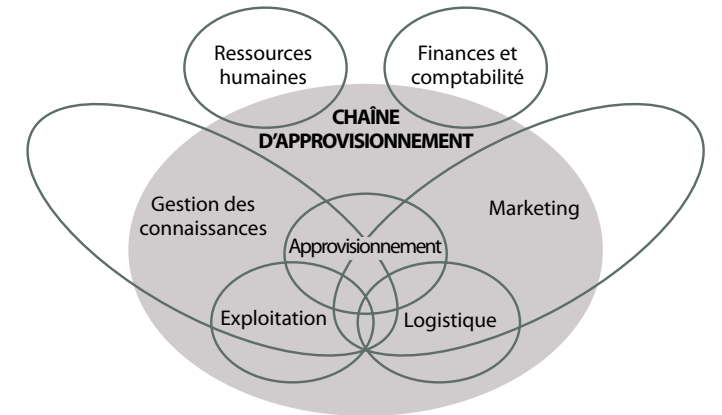 Ressources
humaines
Finances et
comptabilité
CHAÎNE
D'APPROVISIONNEMENT
Gestion des
connaissances
Marketing
Approvisionnement
Exploitation
Logistique